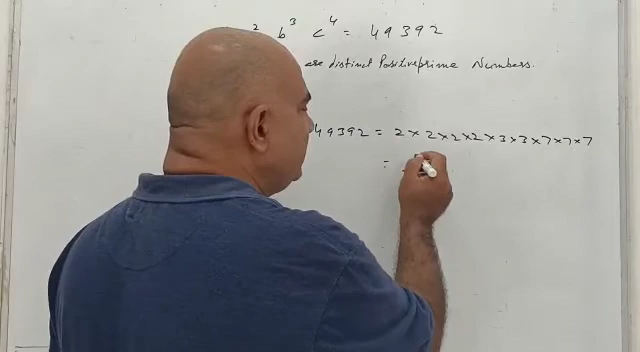 ² b³ c⁴ = 49392
are distinct Positive prime Numbers.
49392 = 2 × 2 × 2 × 2 × 3 × 3 × 7 × 7 × 7
=